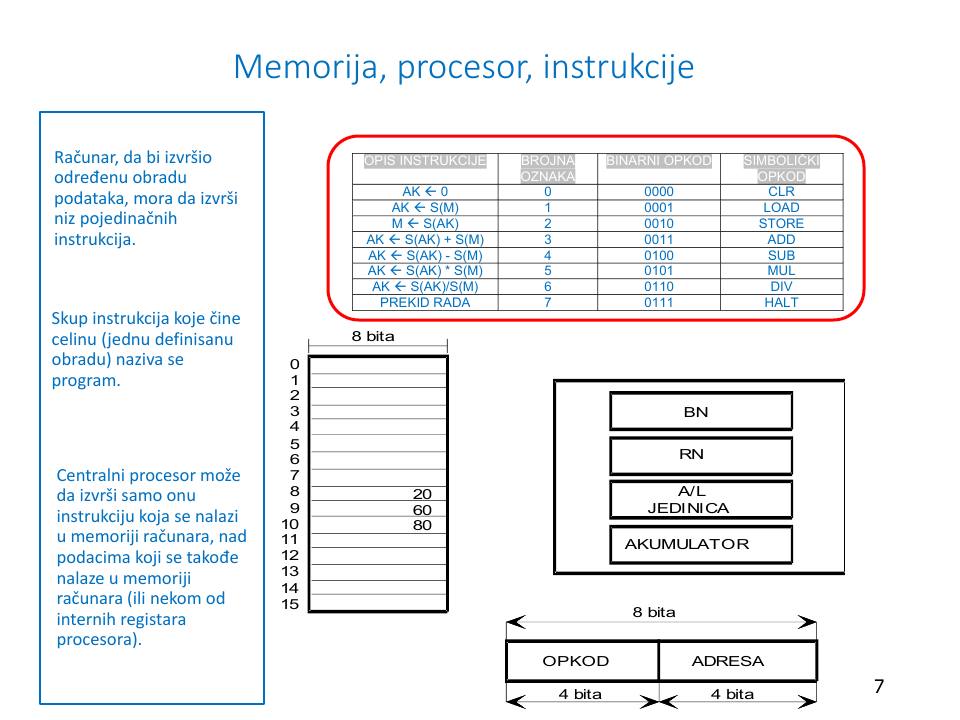 Memorija, procesor, instrukcije
Računar, da bi izvršio
određenu obradu
podataka, mora da izvrši
niz pojedinačnih
instrukcija.
Skup instrukcija koje čine
celinu (jednu definisanu
obradu) naziva se
program.
Centralni procesor može
da izvrši samo onu
instrukciju koja se nalazi
u memoriji računara, nad
podacima koji se takođe
nalaze u memoriji
računara (ili nekom od
internih registara
procesora).
OPIS INSTRUKCIJE BROJNA OZNAKA BINARNI OPKOD SIMBOLIČKI OPKOD
AK 🡨 0 0 0000 CLR
AK 🡨 S(M) 1 0001 LOAD
M 🡨 S(AK) 2 0010 STORE
AK 🡨 S(AK) + S(M) 3 0011 ADD
AK 🡨 S(AK) - S(M) 4 0100 SUB
AK 🡨 S(AK) * S(M) 5 0101 MUL
AK 🡨 S(AK)/S(M) 6 0110 DIV
PREKID RADA 7 0111 HALT
8 bita
0
1
2
3
4
5
6
7
8 20
9 60
10 80
11
12
13
14
15
BN
RN
A/L
JEDINICA
AKUMULATOR
8 bita
OPKOD ADRESA
4 bita 4 bita
7